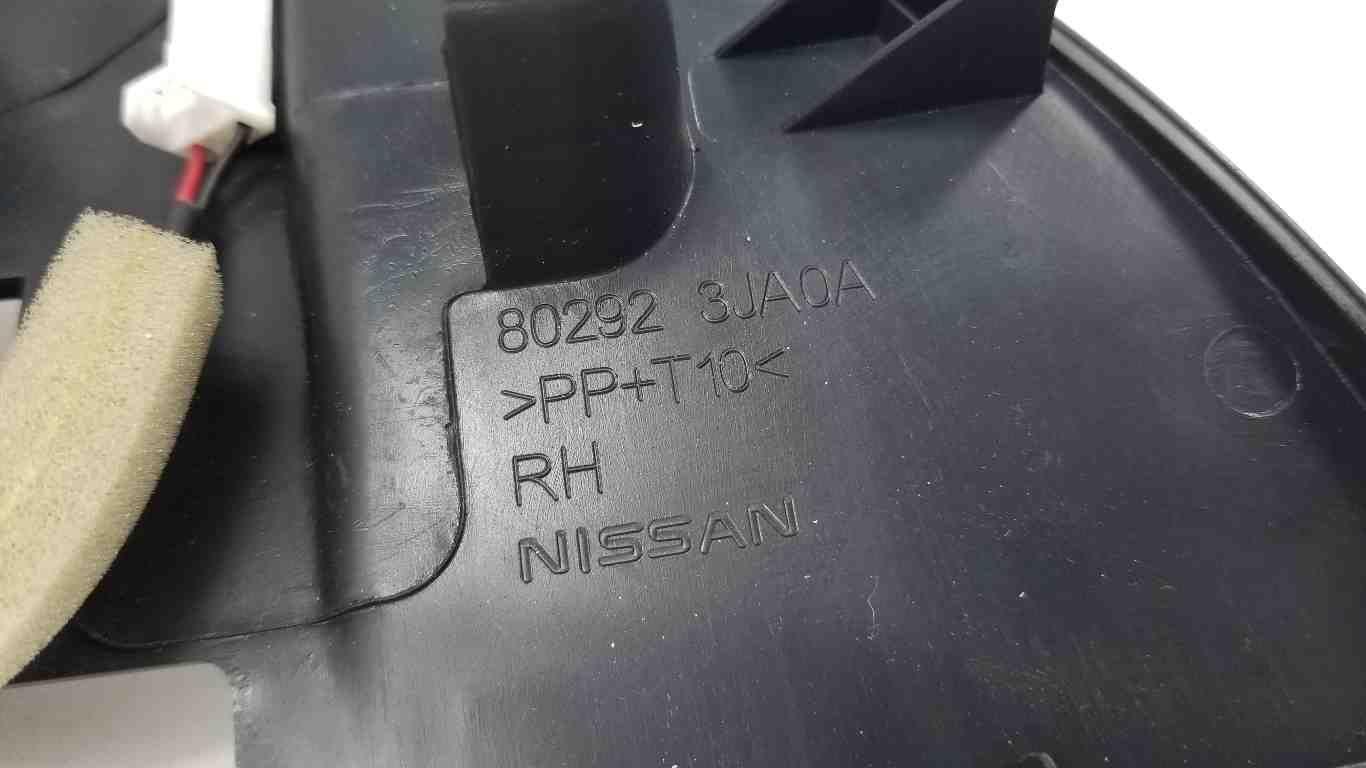 80292 3JA0A
>PP+T10<
RH
NISSAN